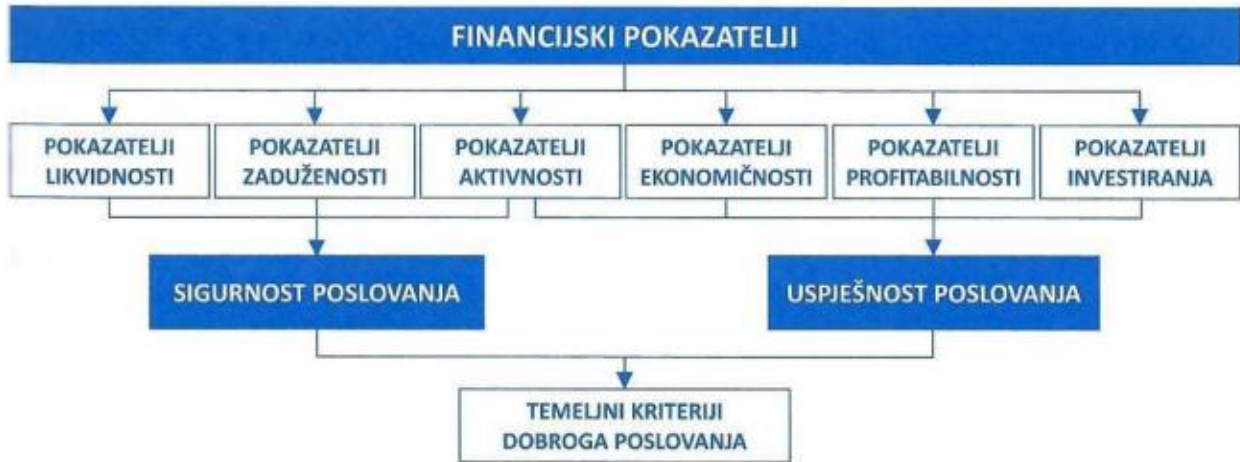 FINANCIJSKI POKAZATELJI
POKAZATELJI
LIKVIDNOSTI
POKAZATELJI
ZADUŽENOSTI
POKAZATELJI
AKTIVNOSTI
POKAZATELJI
EKONOMIČNOSTI
POKAZATELJI
PROFITABILNOSTI
POKAZATELJI
INVESTIRANJA
SIGURNOST POSLOVANJA
USPJEŠNOST POSLOVANJA
TEMELJNI KRITERIJI
DOBROGA POSLOVANJA